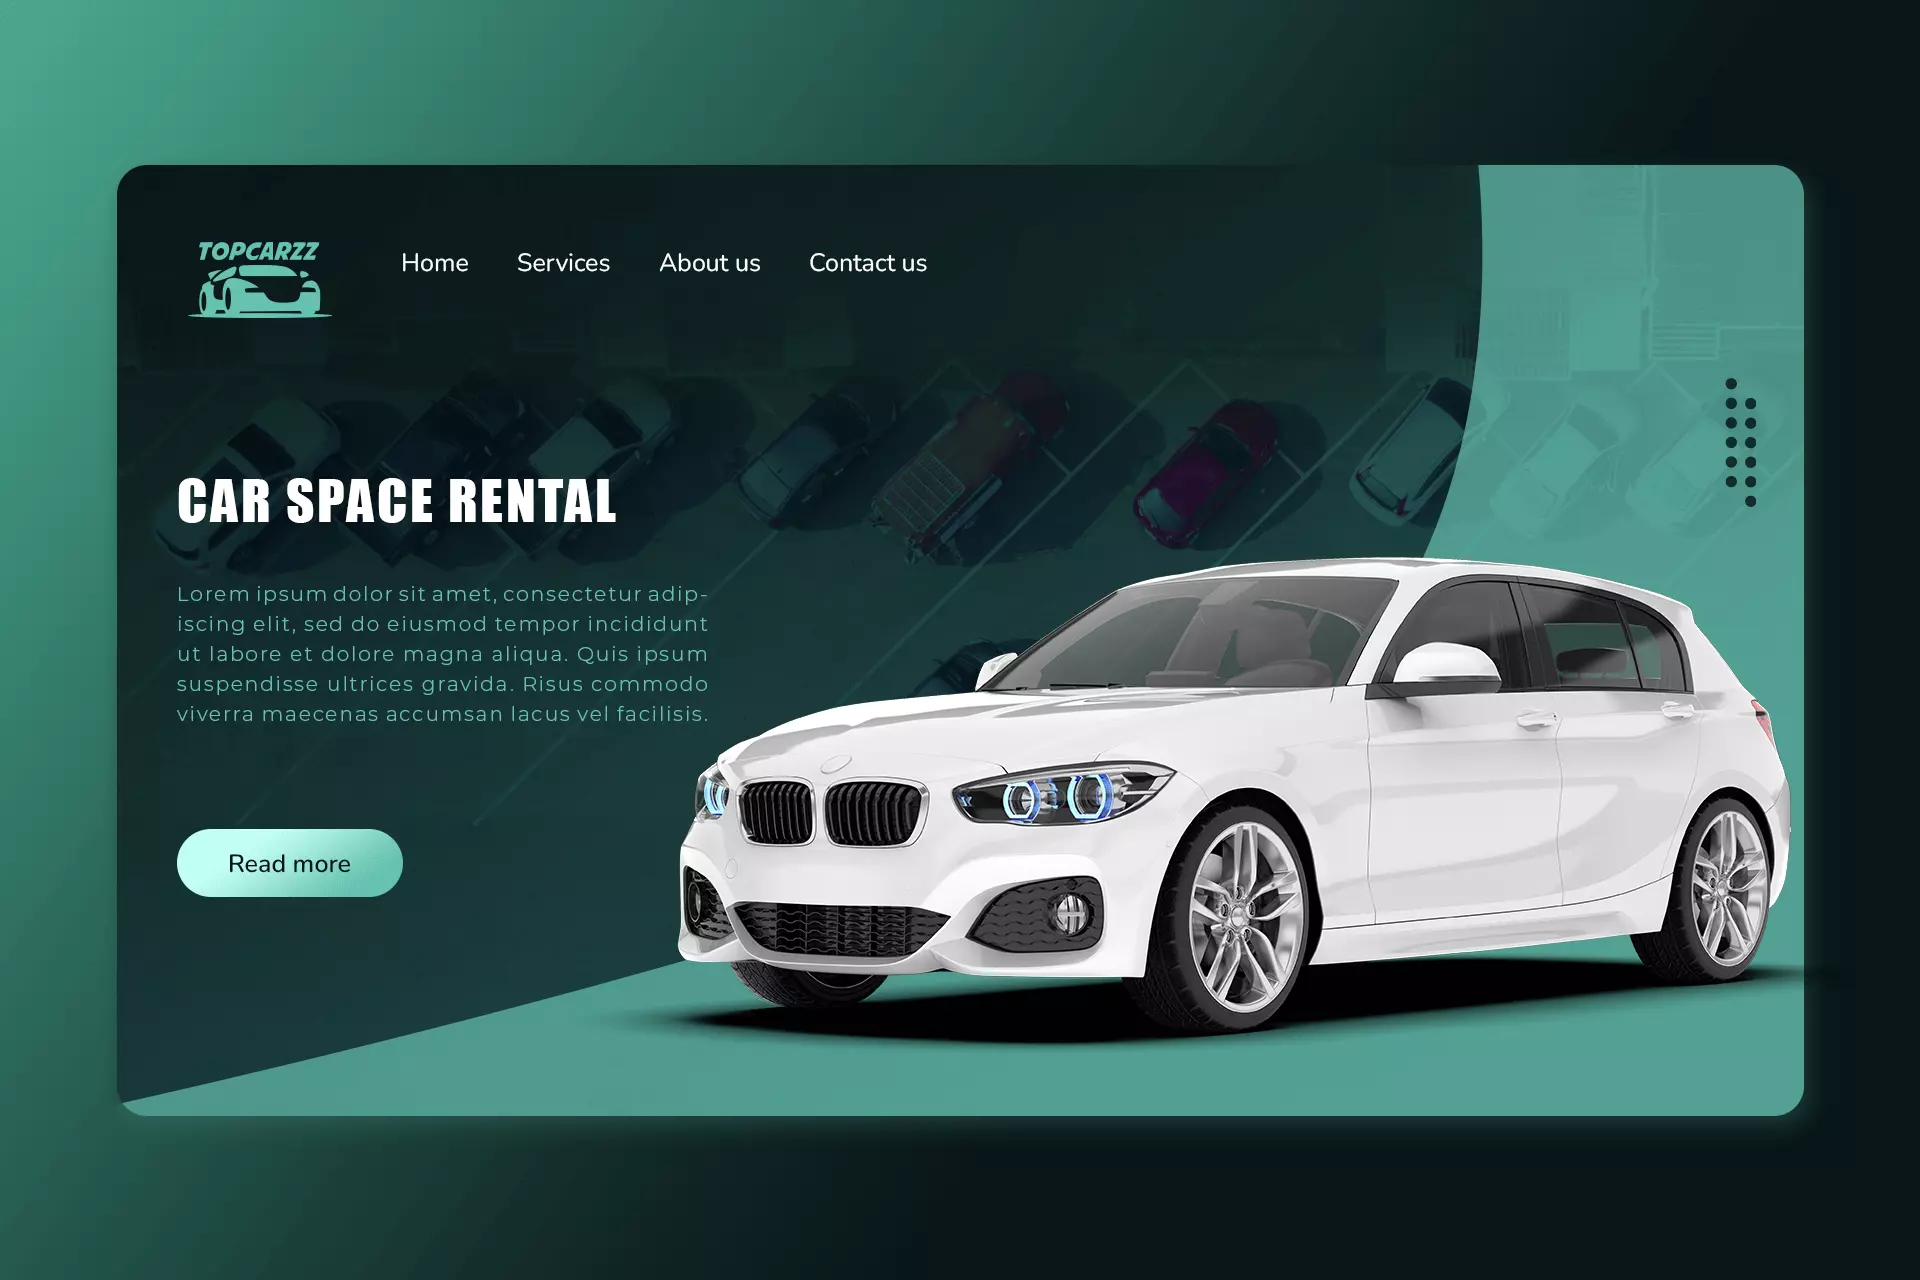 TOPCARZZ
Home Services About us Contact us
CAR SPACE RENTAL
Lorem ipsum dolor sit amet, consectetur adip-
iscing elit, sed do eiusmod tempor incididunt
ut labore et dolore magna aliqua. Quis ipsum
suspendisse ultrices gravida. Risus commodo
viverra maecenas accumsan lacus vel facilisis.
Read more